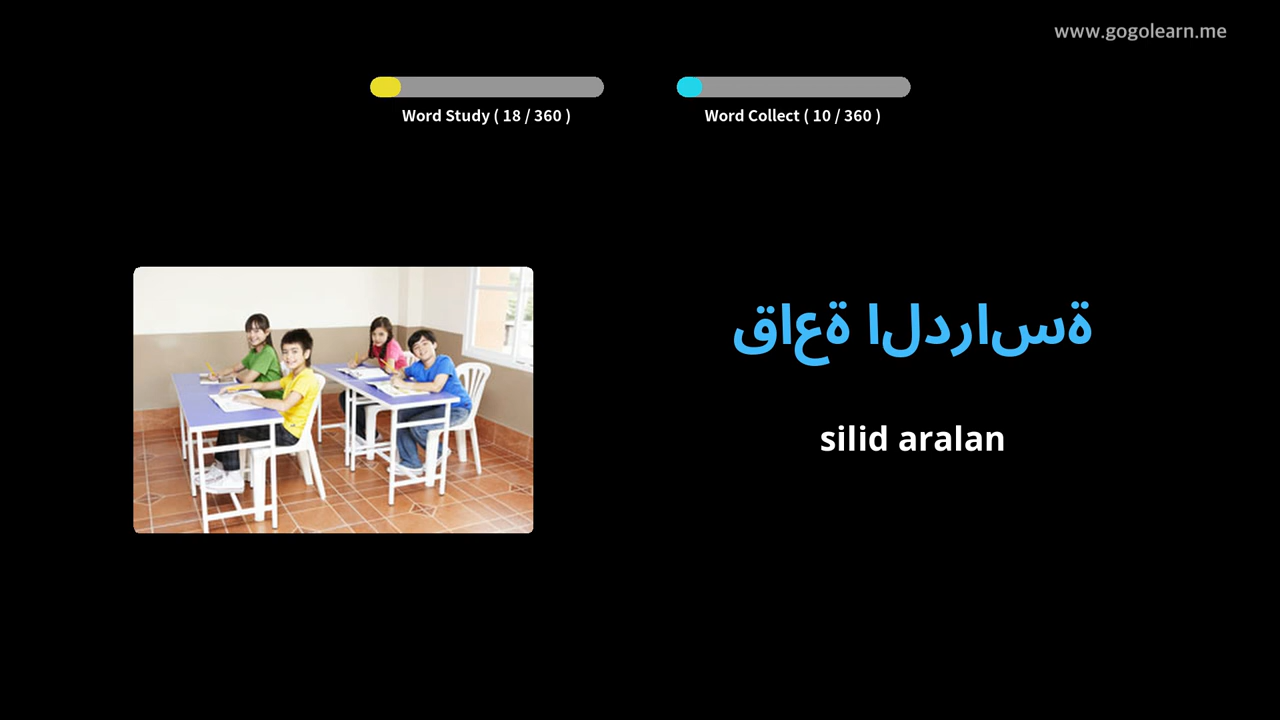 www.gogolearn.me
Word Study ( 18 / 360 )
Word Collect ( 10 / 360 )
قاعة الدراسة
silid aralan